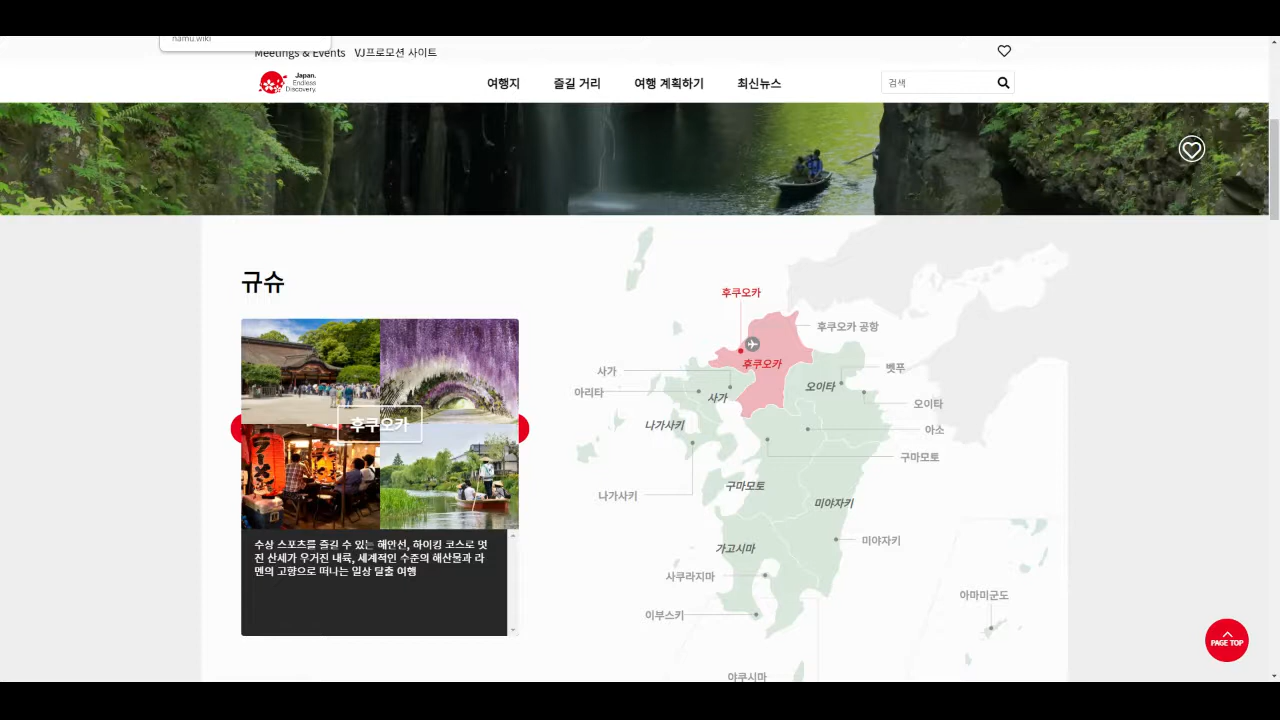 namu.wiki
Meetings & Events VJ프로모션 사이트
Japan.
Endless
Discovery.
여행지 즐길 거리 여행 계획하기 최신뉴스
검색
규슈
후쿠오카
수상 스포츠를 즐길 수 있는 해안선, 하이킹 코스로 멋
진 산세가 우거진 내륙, 세계적인 수준의 해산물과 라
멘의 고향으로 떠나는 일상 탈출 여행
후쿠오카
후쿠오카 공항
후쿠오카
사가
벳푸
오이타
아리타
사가
오이타
나가사키
아소
구마모토
구마모토
나가사키
미야자키
가고시마
미야자키
사쿠라지마
아마미군도
이부스키
야쿠시마
PAGE TOP